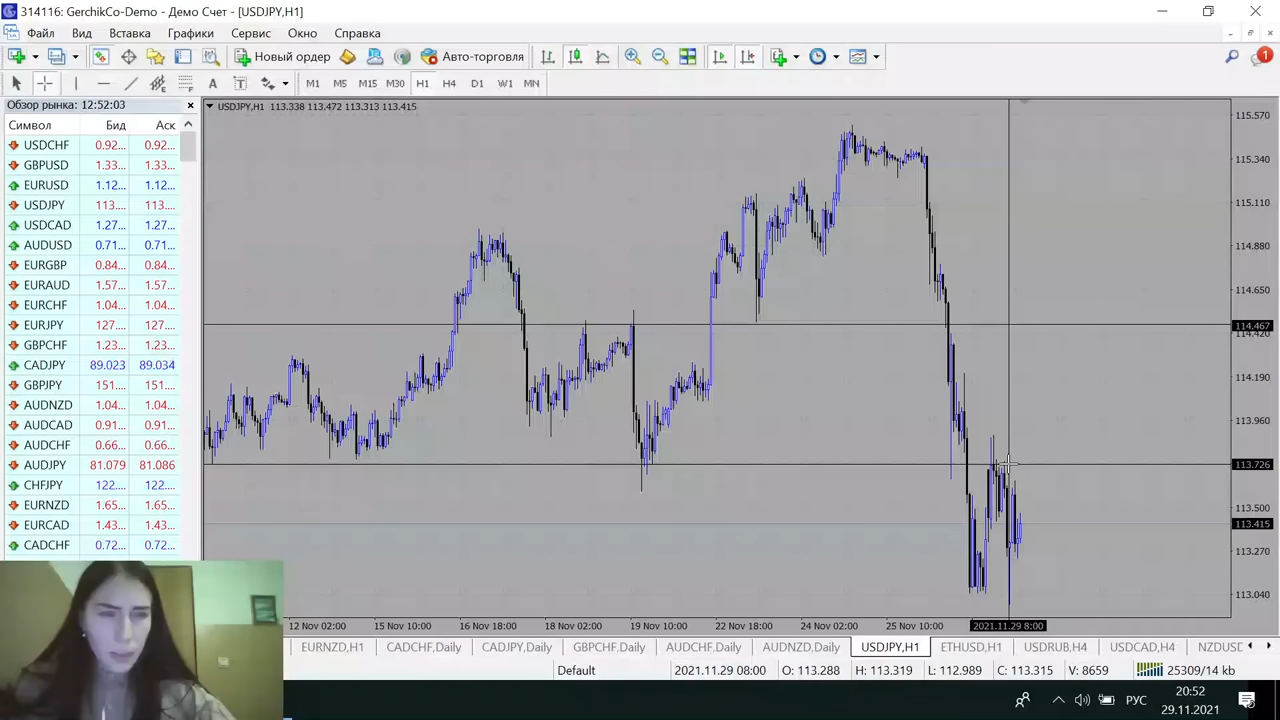 314116: GerchikCo-Demo - Демо Счет - [USDJPY,H1]
Файл Вид Вставка Графики Сервис Окно Справка
Новый ордер Авто-торговля 1
A T M1 M5 M15 M30 H1 H4 D1 W1 MN
Обзор рынка: 12:52:03
Символ Бид Аск
USDCHF 0.92... 0.92...
GBPUSD 1.33... 1.33...
EURUSD 1.12... 1.12...
USDJPY 113.... 113....
USDCAD 1.27... 1.27...
AUDUSD 0.71... 0.71...
EURGBP 0.84... 0.84...
EURAUD 1.57... 1.57...
EURCHF 1.04... 1.04...
EURJPY 127.... 127....
GBPCHF 1.23... 1.23...
CADJPY 89.023 89.034
GBPJPY 151.... 151....
AUDNZD 1.04... 1.04...
AUDCAD 0.91... 0.91...
AUDCHF 0.66... 0.66...
AUDJPY 81.079 81.086
CHFJPY 122.... 122....
EURNZD 1.65... 1.65...
EURCAD 1.43... 1.43...
CADCHF 0.72... 0.72...
USDJPY,H1 113.338 113.472 113.313 113.415
115.570
115.340
115.110
114.880
114.650
114.467
114.420
114.190
113.960
113.726
113.500
113.415
113.270
113.040
12 Nov 02:00 15 Nov 10:00 16 Nov 18:00 18 Nov 02:00 19 Nov 10:00 22 Nov 18:00 24 Nov 02:00 25 Nov 10:00 2021.11.29 8:00
EURNZD,H1 CADCHF,Daily CADJPY,Daily GBPCHF,Daily AUDCHF,Daily AUDNZD,Daily USDJPY,H1 ETHUSD,H1 USDRUB,H4 USDCAD,H4 NZDUSD
Default 2021.11.29 08:00 O: 113.288 H: 113.319 L: 112.989 C: 113.315 V: 8659 25309/14 kb
РУС
20:52
29.11.2021